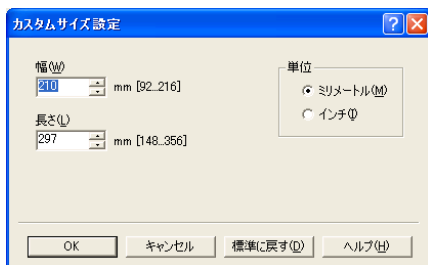 カスタムサイズ設定
幅(W)
210 mm [92..216]
長さ(L)
297 mm [148..356]
単位
ミリメートル(M)
インチ(I)
OK キャンセル 標準に戻す(D) ヘルプ(H)